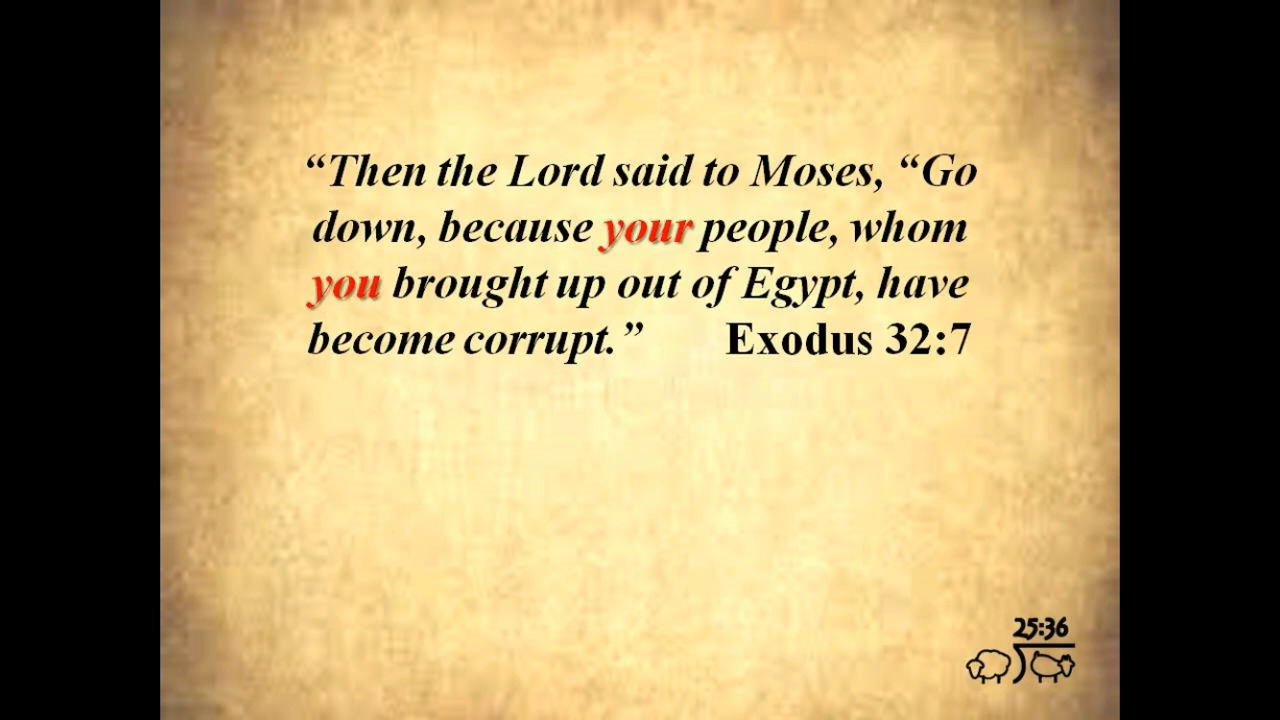 “Then the Lord said to Moses, “Go
down, because your people, whom
you brought up out of Egypt, have
become corrupt.” Exodus 32:7
25:36